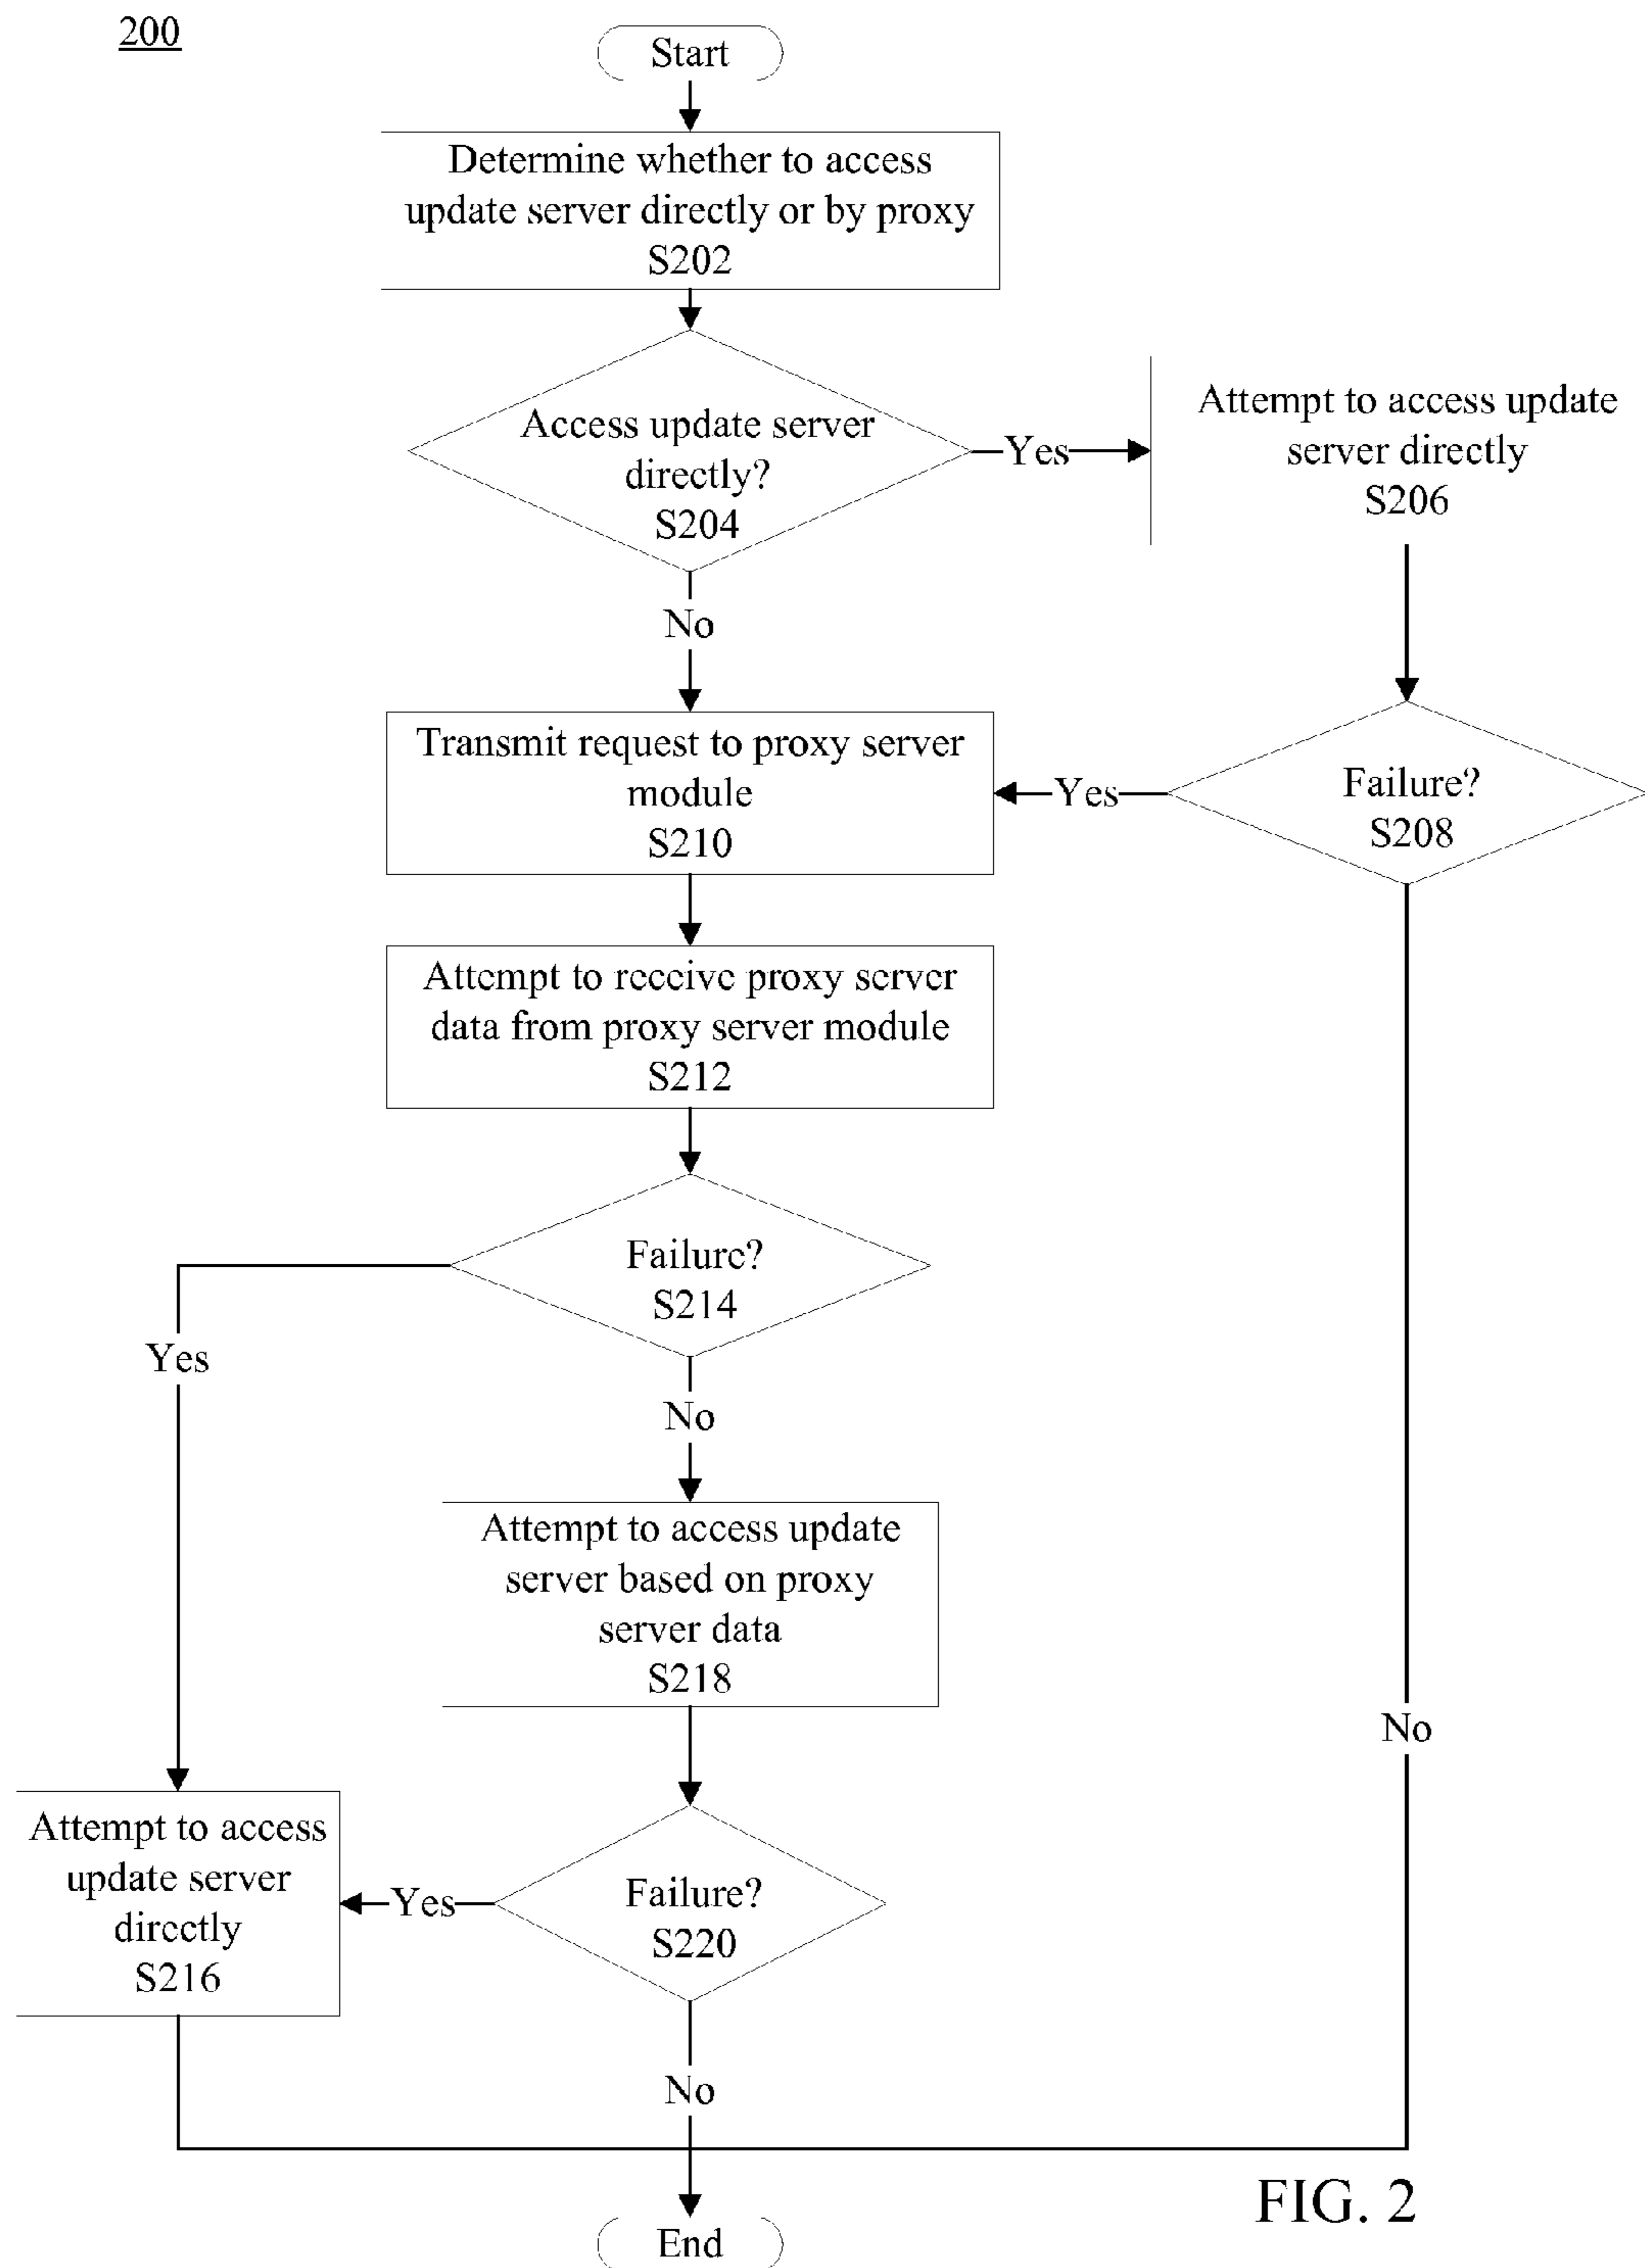 200
Start
Determine whether to access
update server directly or by proxy
S202
Access update server
directly?
S204
Yes
Attempt to access update
server directly
S206
No
Transmit request to proxy server
module
S210
Yes
Failure?
S208
Attempt to receive proxy server
data from proxy server module
S212
Failure?
S214
Yes
No
Attempt to access update
server based on proxy
server data
S218
No
Attempt to access
update server
directly
S216
Yes
Failure?
S220
No
FIG. 2
End